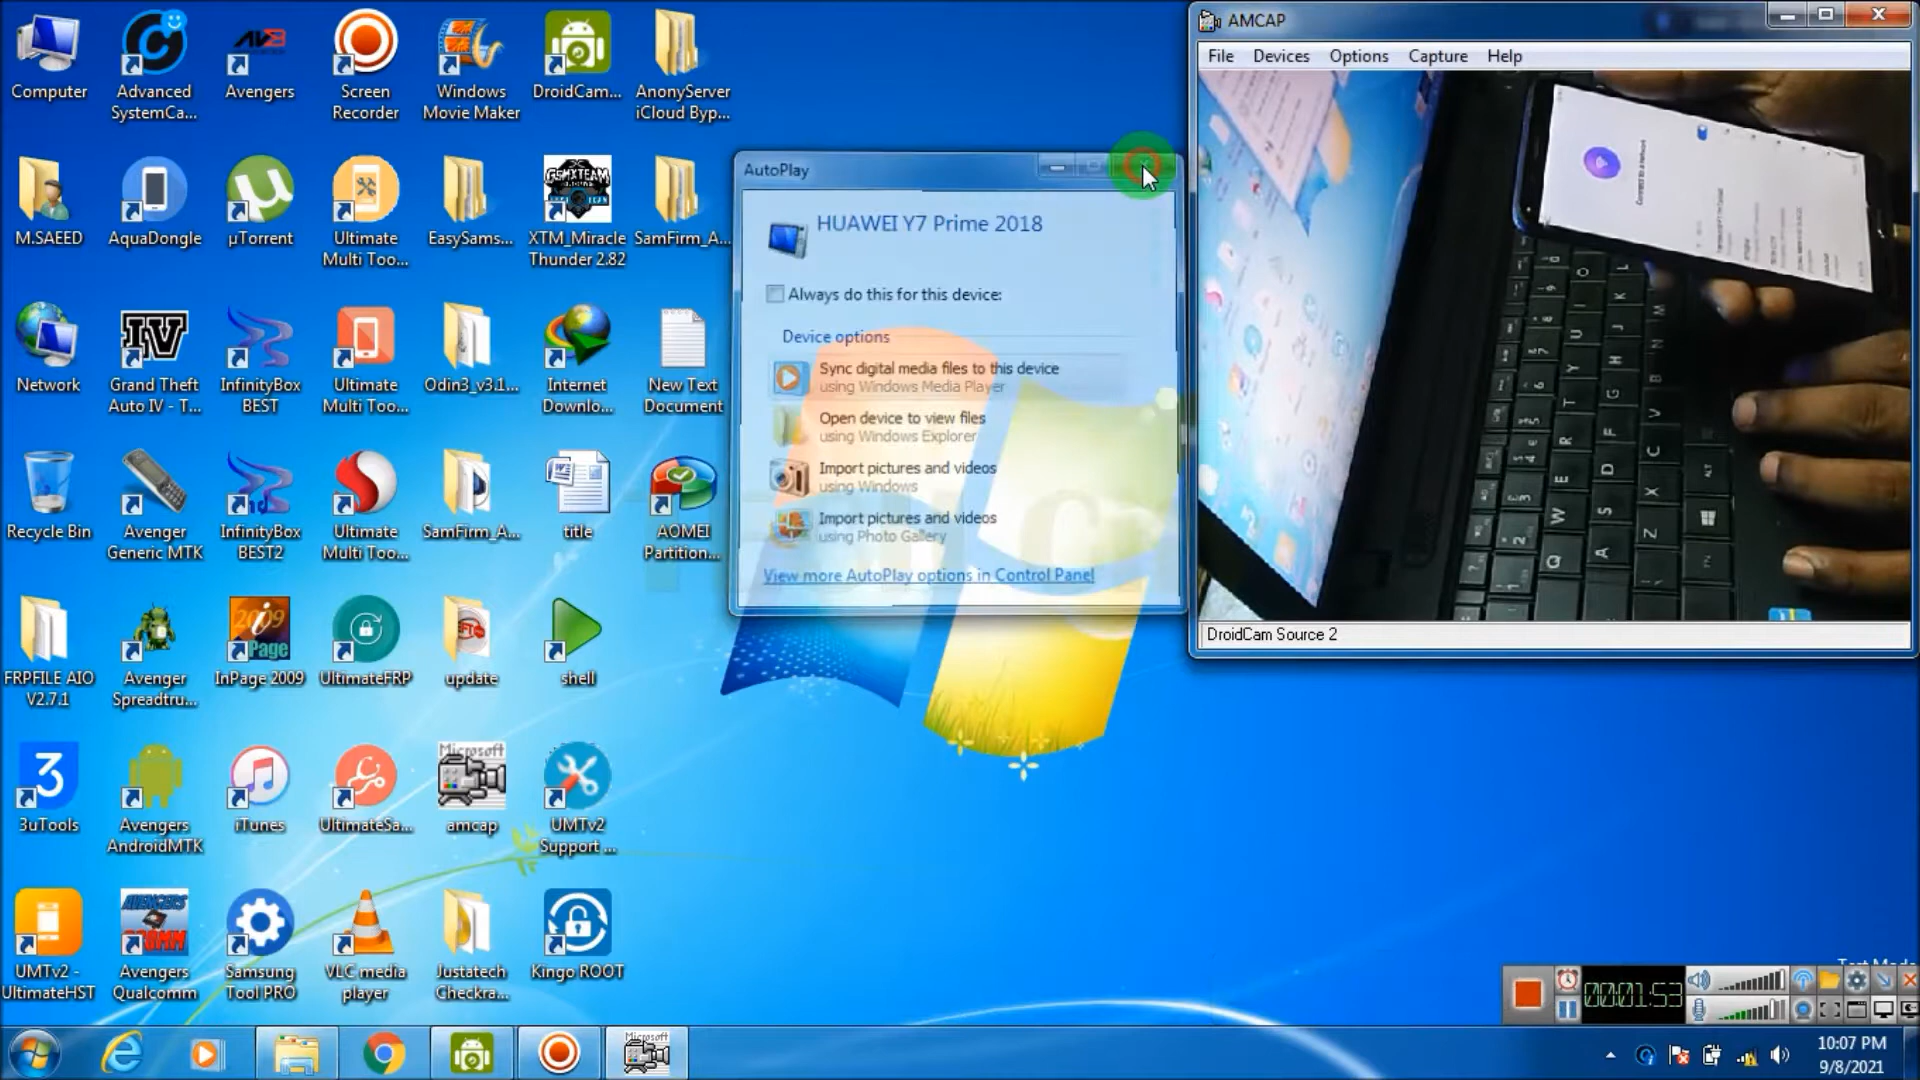 Computer
Advanced
SystemCa...
Avengers
Screen
Recorder
Windows
Movie Maker
DroidCam...
AnonyServer
iCloud Byp...
M.SAEED
AquaDongle
µTorrent
Ultimate
Multi Too...
EasySams...
XTM_Miracle
Thunder 2.82
SamFirm_A...
Network
Grand Theft
Auto IV - T...
InfinityBox
BEST
Ultimate
Multi Too...
Odin3_v3.1...
Internet
Downlo...
New Text
Document
Recycle Bin
Avenger
Generic MTK
InfinityBox
BEST2
Ultimate
Multi Too...
SamFirm_A...
title
AOMEI
Partition...
FRPFILE AIO
V2.7.1
Avenger
Spreadtru...
InPage 2009
UltimateFRP
update
shell
3uTools
Avengers
AndroidMTK
iTunes
UltimateSa...
Microsoft
amcap
UMTv2
Support ...
UMTv2 -
UltimateHST
Avengers
Qualcomm
Samsung
Tool PRO
VLC media
player
Justatech
Checkra...
Kingo ROOT
AutoPlay
HUAWEI Y7 Prime 2018
Always do this for this device:
Device options
Sync digital media files to this device
using Windows Media Player
Open device to view files
using Windows Explorer
Import pictures and videos
using Windows
Import pictures and videos
using Photo Gallery
View more AutoPlay options in Control Panel
AMCAP
File Devices Options Capture Help
DroidCam Source 2
00:01:53
10:07 PM
9/8/2021